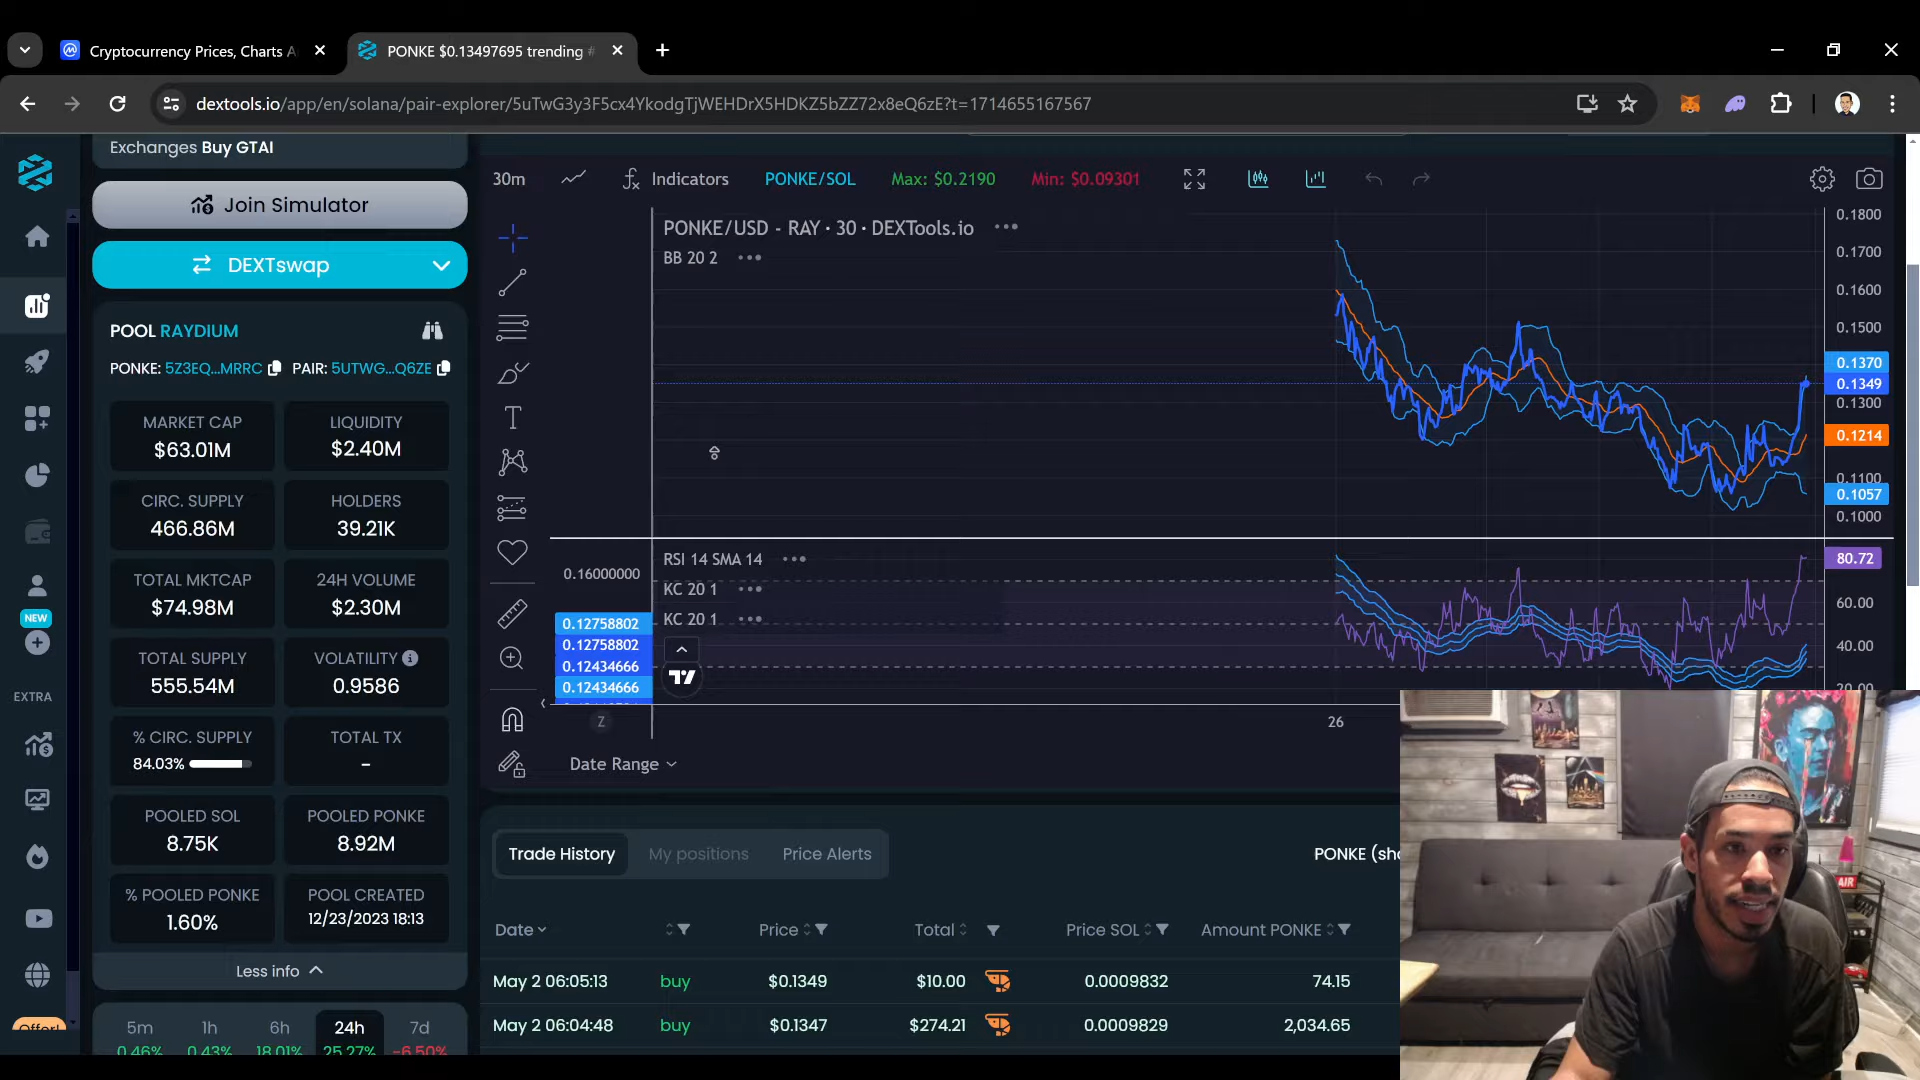 Cryptocurrency Prices, Charts A
PONKE $0.13497695 trending #
dextools.io/app/en/solana/pair-explorer/5uTwG3y3F5cx4YkodgTjWEHDrX5HDKZ5bZZ72x8eQ6zE?t=1714655167567
Exchanges Buy GTAI
Join Simulator
DEXTswap
POOL RAYDIUM
PONKE: 5Z3EQ...MRRC PAIR: 5UTWG...Q6ZE
MARKET CAP LIQUIDITY
$63.01M $2.40M
CIRC. SUPPLY HOLDERS
466.86M 39.21K
TOTAL MKTCAP 24H VOLUME
$74.98M $2.30M
TOTAL SUPPLY VOLATILITY
555.54M 0.9586
% CIRC. SUPPLY TOTAL TX
84.03% -
POOLED SOL POOLED PONKE
8.75K 8.92M
% POOLED PONKE POOL CREATED
1.60% 12/23/2023 18:13
Less info
5m 1h 6h 24h 7d
0.46% 0.43% 18.01% 25.27% -6.50%
NEW
EXTRA
Offer!
30m Indicators PONKE/SOL Max: $0.2190 Min: $0.09301
PONKE/USD - RAY · 30 · DEXTools.io
BB 20 2
0.1800
0.1700
0.1600
0.1500
0.1370
0.1349
0.1300
0.1214
0.1100
0.1057
0.1000
RSI 14 SMA 14
KC 20 1
KC 20 1
0.16000000
0.12758802
0.12758802
0.12434666
0.12434666
80.72
60.00
40.00
20.00
Z
26
Date Range
Trade History My positions Price Alerts
PONKE (sho
Date Price Total Price SOL Amount PONKE
May 2 06:05:13 buy $0.1349 $10.00 0.0009832 74.15
May 2 06:04:48 buy $0.1347 $274.21 0.0009829 2,034.65
AIR